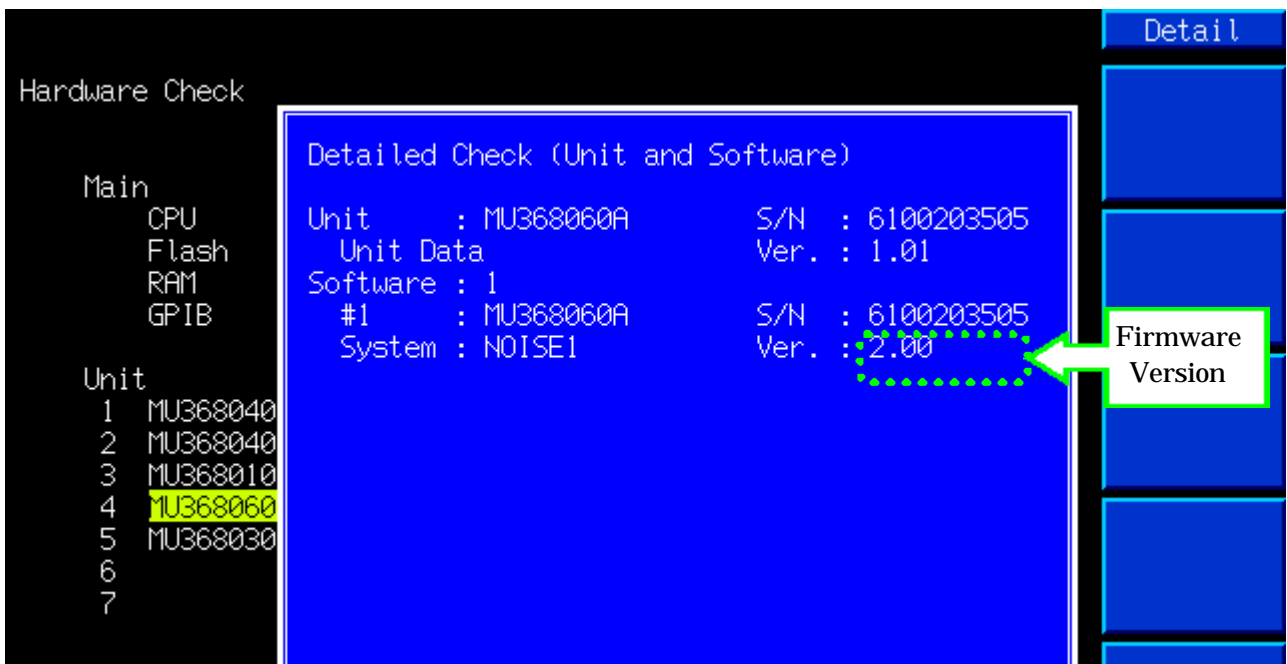 Detail
Hardware Check
Detailed Check (Unit and Software)
Main
CPU
Flash
RAM
GPIB
Unit : MU368060A S/N : 6100203505
Unit Data Ver. : 1.01
Software : 1
#1 : MU368060A S/N : 6100203505
System : NOISE1 Ver. : 2.00
Firmware
Version
Unit
1 MU368040
2 MU368040
3 MU368010
4 MU368060
5 MU368030
6
7